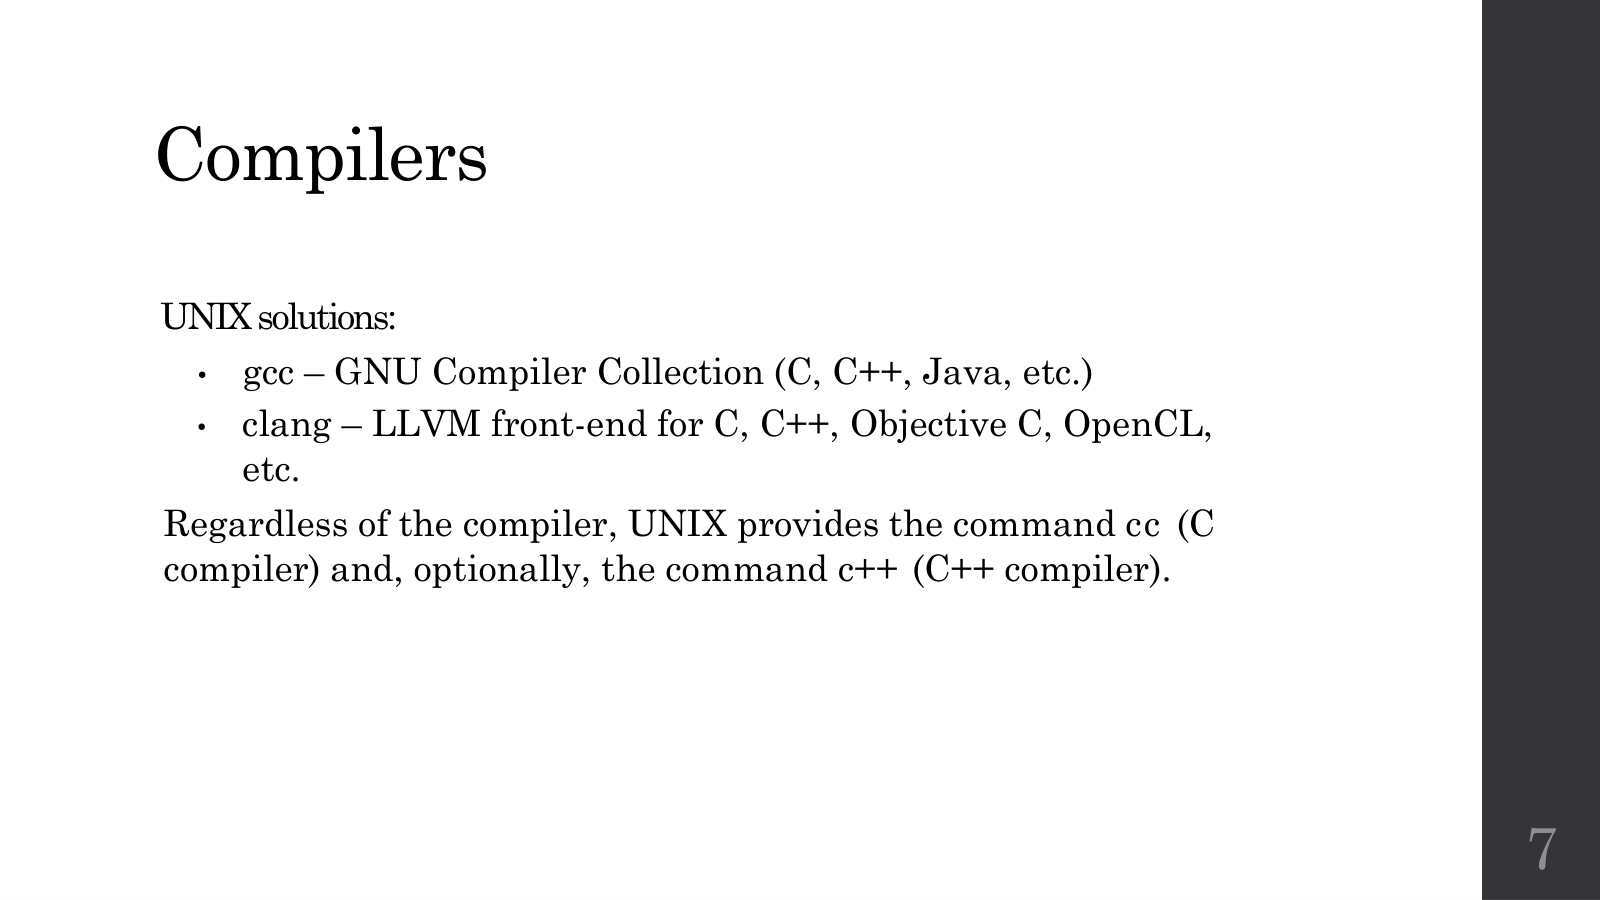 Compilers
UNIX solutions:
• gcc – GNU Compiler Collection (C, C++, Java, etc.)
• clang – LLVM front-end for C, C++, Objective C, OpenCL,
etc.
Regardless of the compiler, UNIX provides the command cc (C
compiler) and, optionally, the command c++ (C++ compiler).
7